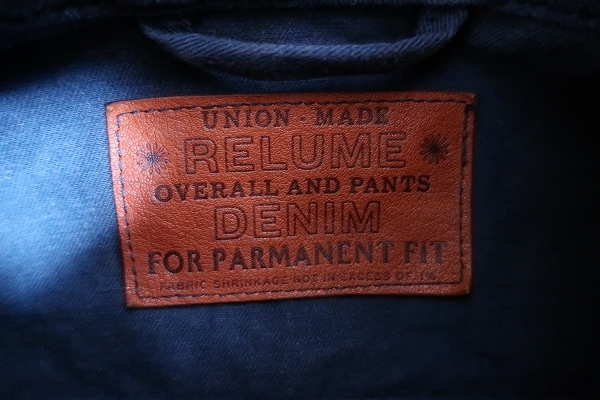 UNION · MADE
RELUME
OVERALL AND PANTS
DENIM
FOR PARMANENT FIT
FABRIC SHRINKAGE NOT IN EXCESS OF 1%